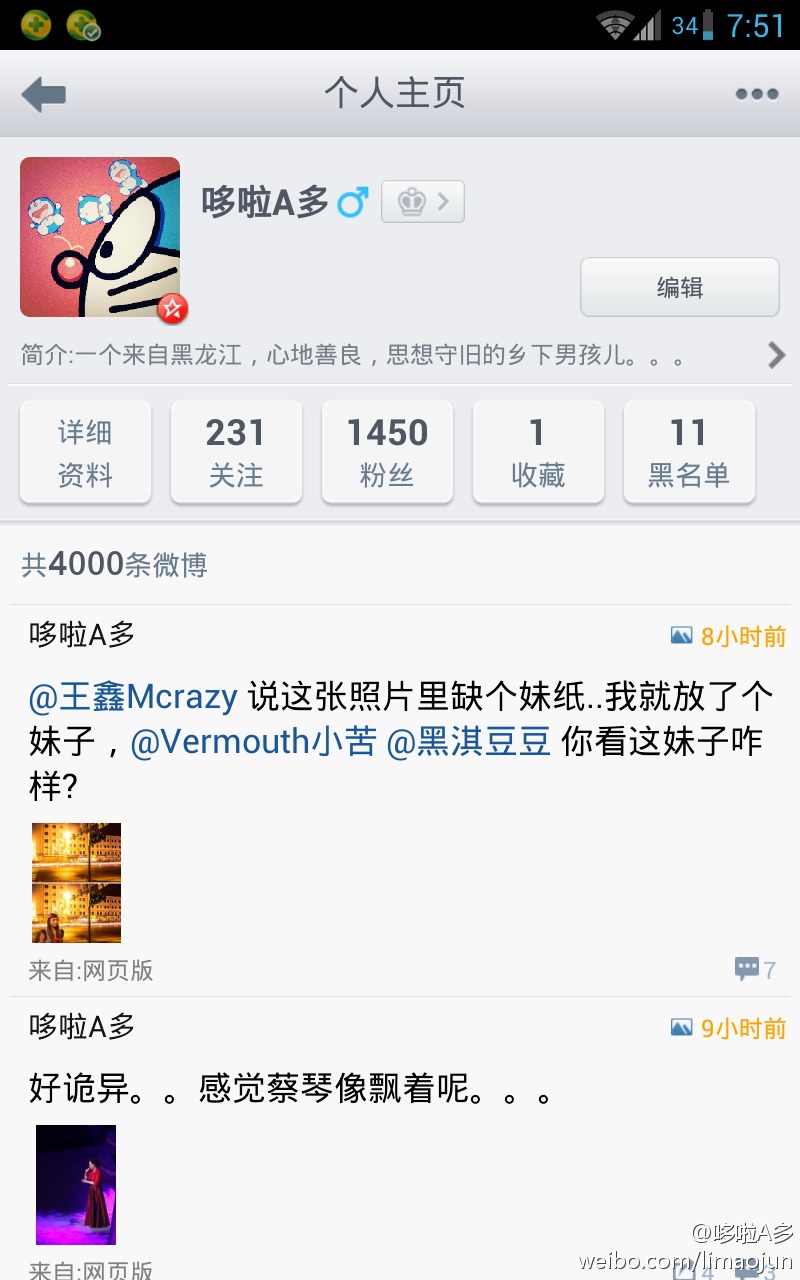 34 7:51
个人主页
哆啦A多
编辑
简介:一个来自黑龙江，心地善良，思想守旧的乡下男孩儿。。。
详细 231 1450 1 11
资料 关注 粉丝 收藏 黑名单
共4000条微博
哆啦A多 8小时前
@王鑫Mcrazy 说这张照片里缺个妹纸..我就放了个
妹子，@Vermouth小苦 @黑淇豆豆 你看这妹子咋
样?
来自:网页版 7
哆啦A多 9小时前
好诡异。。感觉蔡琴像飘着呢。。。
@哆啦A多
weibo.com/limaojun
来自:网页版 4 3